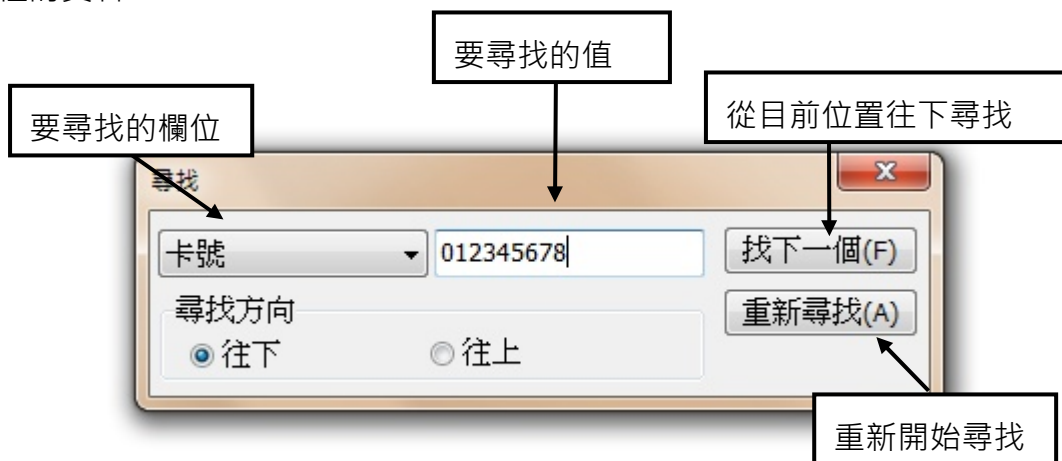 要尋找的值
要尋找的欄位
從目前位置往下尋找
尋找
卡號
012345678
找下一個(F)
尋找方向
重新尋找(A)
往下
往上
重新開始尋找